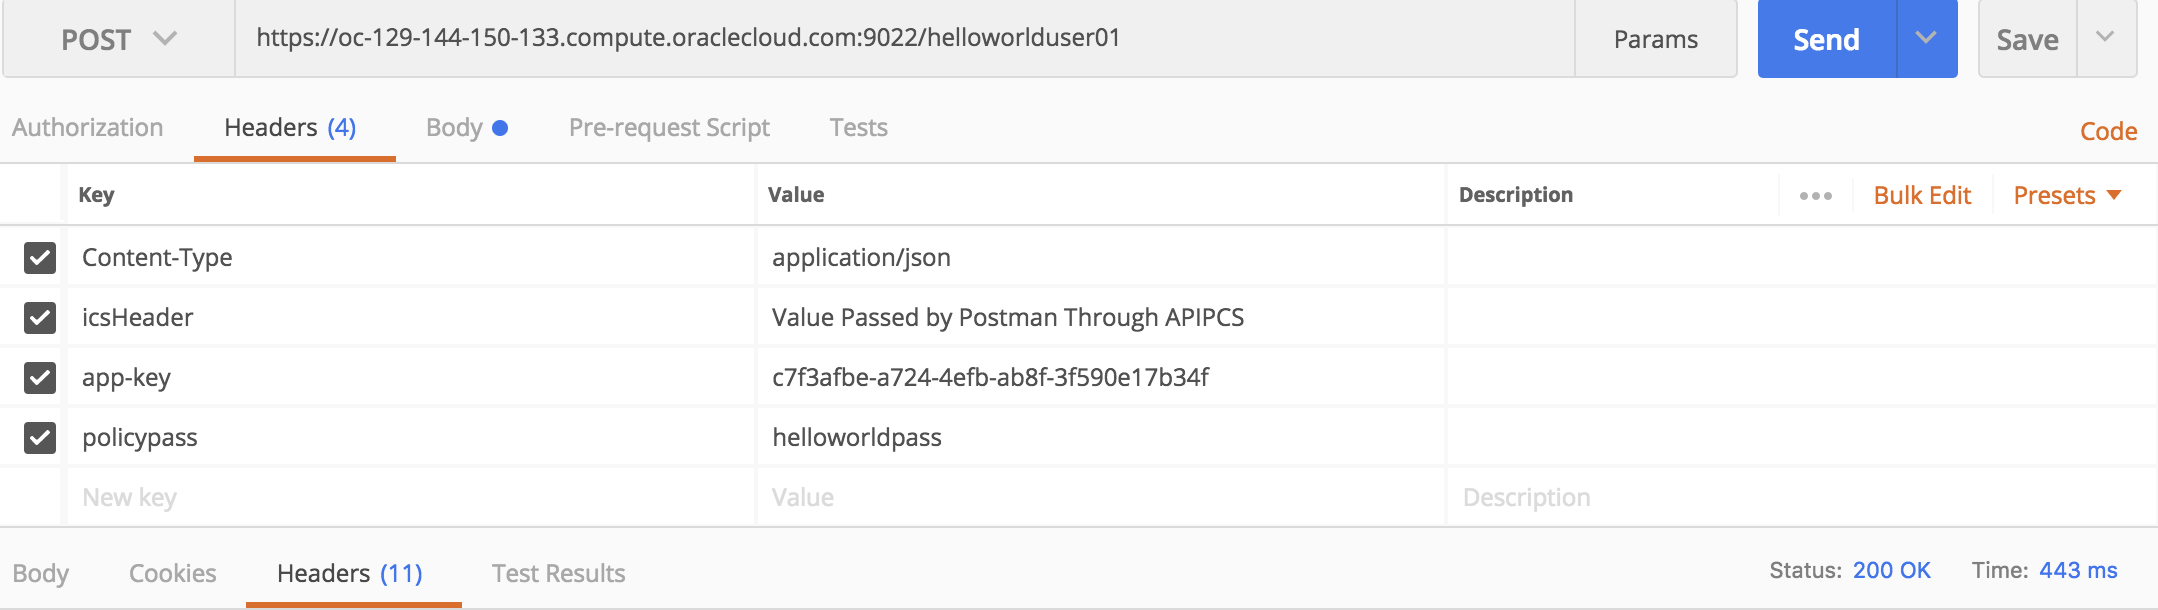 POST https://oc-129-144-150-133.compute.oraclecloud.com:9022/helloworlduser01 Params Send Save
Authorization Headers (4) Body Pre-request Script Tests Code
Key Value Description Bulk Edit Presets
Content-Type application/json
icsHeader Value Passed by Postman Through APIPCS
app-key c7f3afbe-a724-4efb-ab8f-3f590e17b34f
policypass helloworldpass
New key Value Description
Body Cookies Headers (11) Test Results Status: 200 OK Time: 443 ms